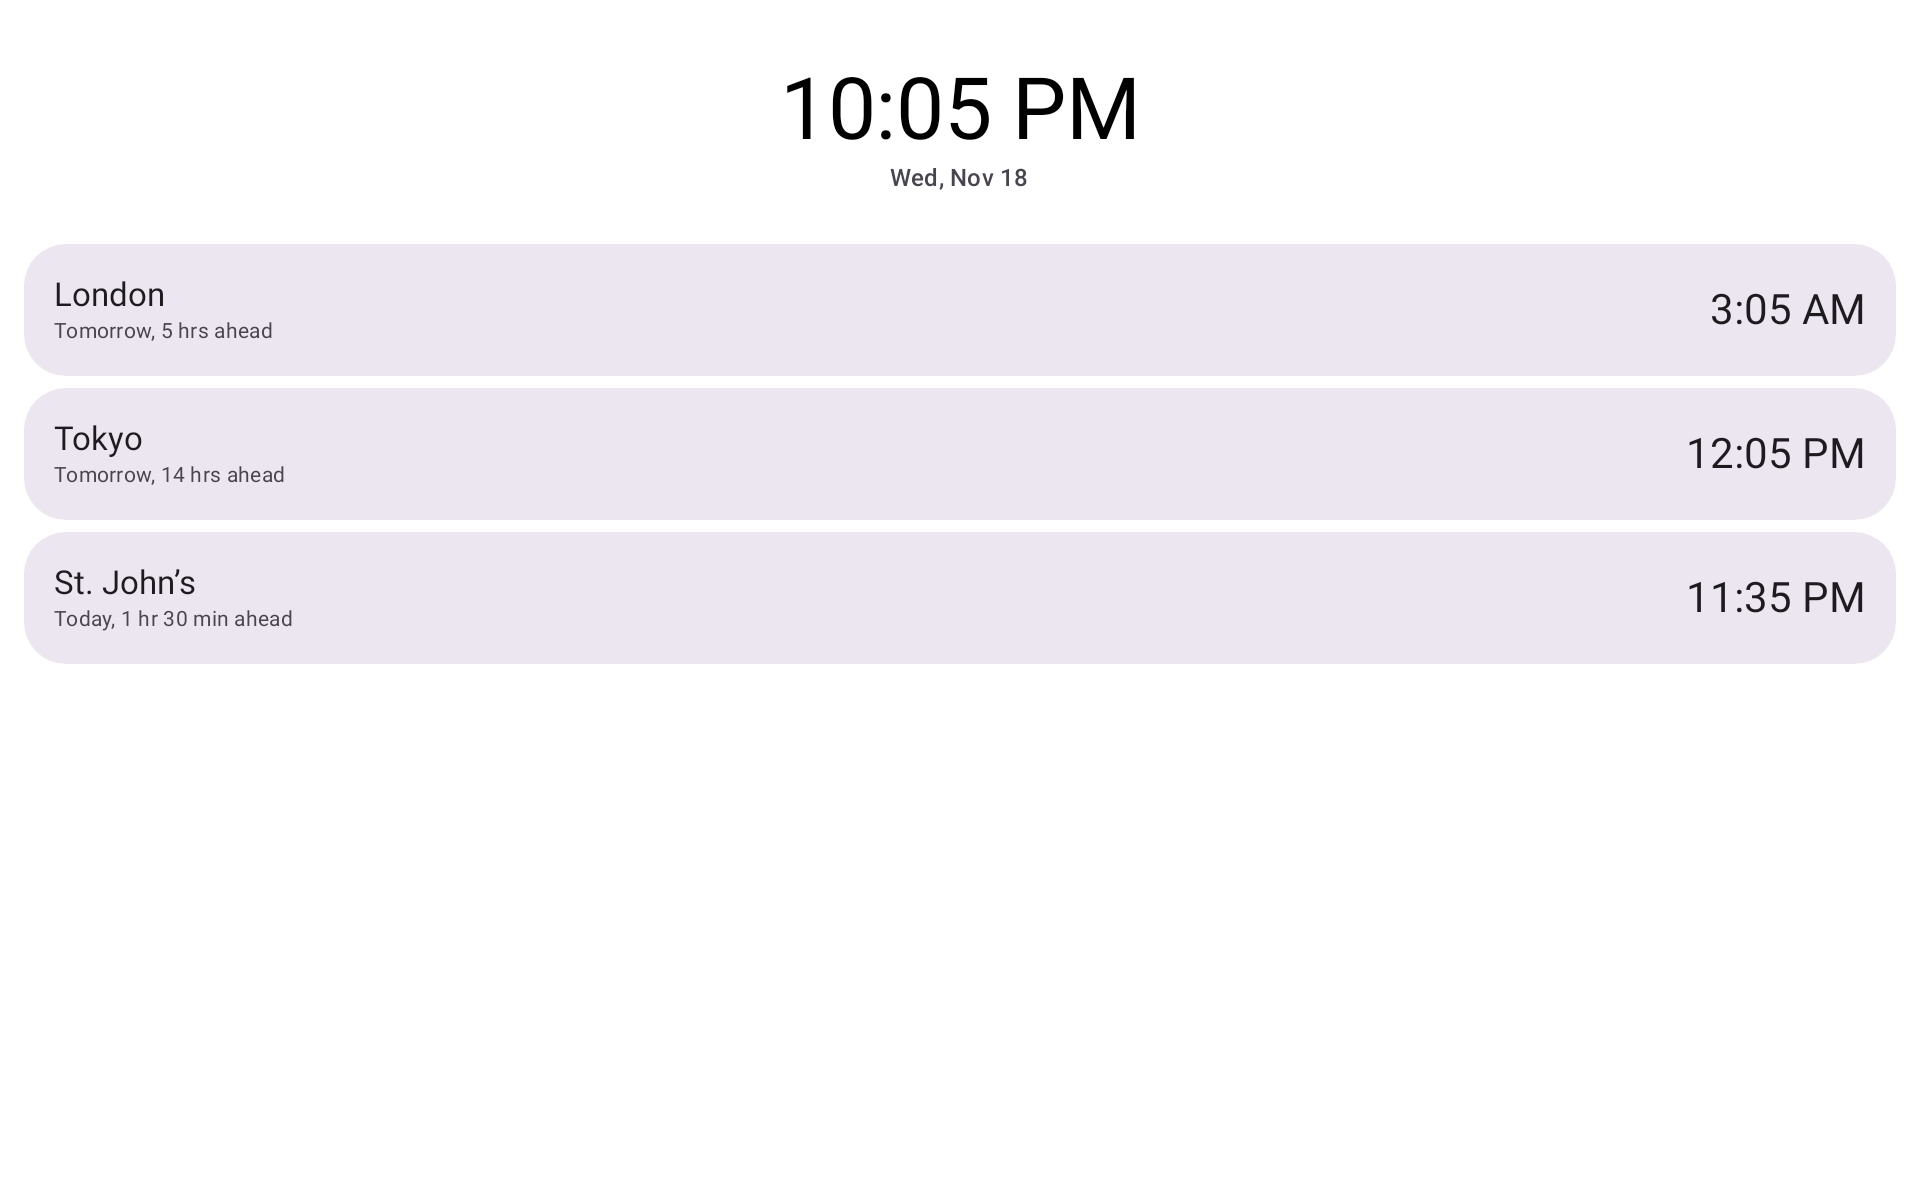 10:05 PM
Wed, Nov 18
London
Tomorrow, 5 hrs ahead
3:05 AM
Tokyo
Tomorrow, 14 hrs ahead
12:05 PM
St. John’s
Today, 1 hr 30 min ahead
11:35 PM